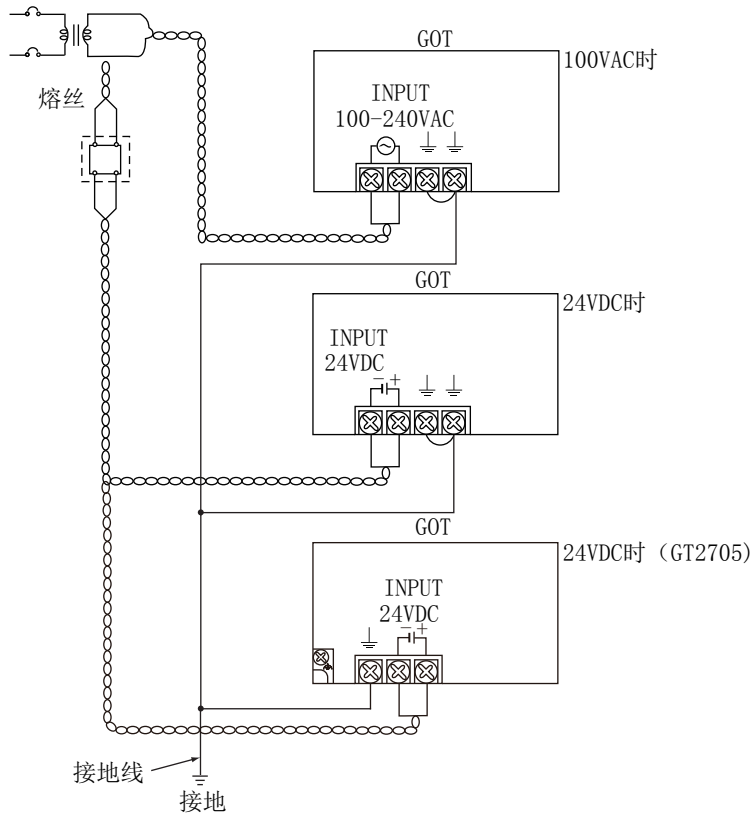 GOT
100VAC时
熔丝
INPUT
100-240VAC
GOT
24VDC时
INPUT
24VDC
- +
GOT
24VDC时（GT2705)
INPUT
24VDC
- +
接地线
接地